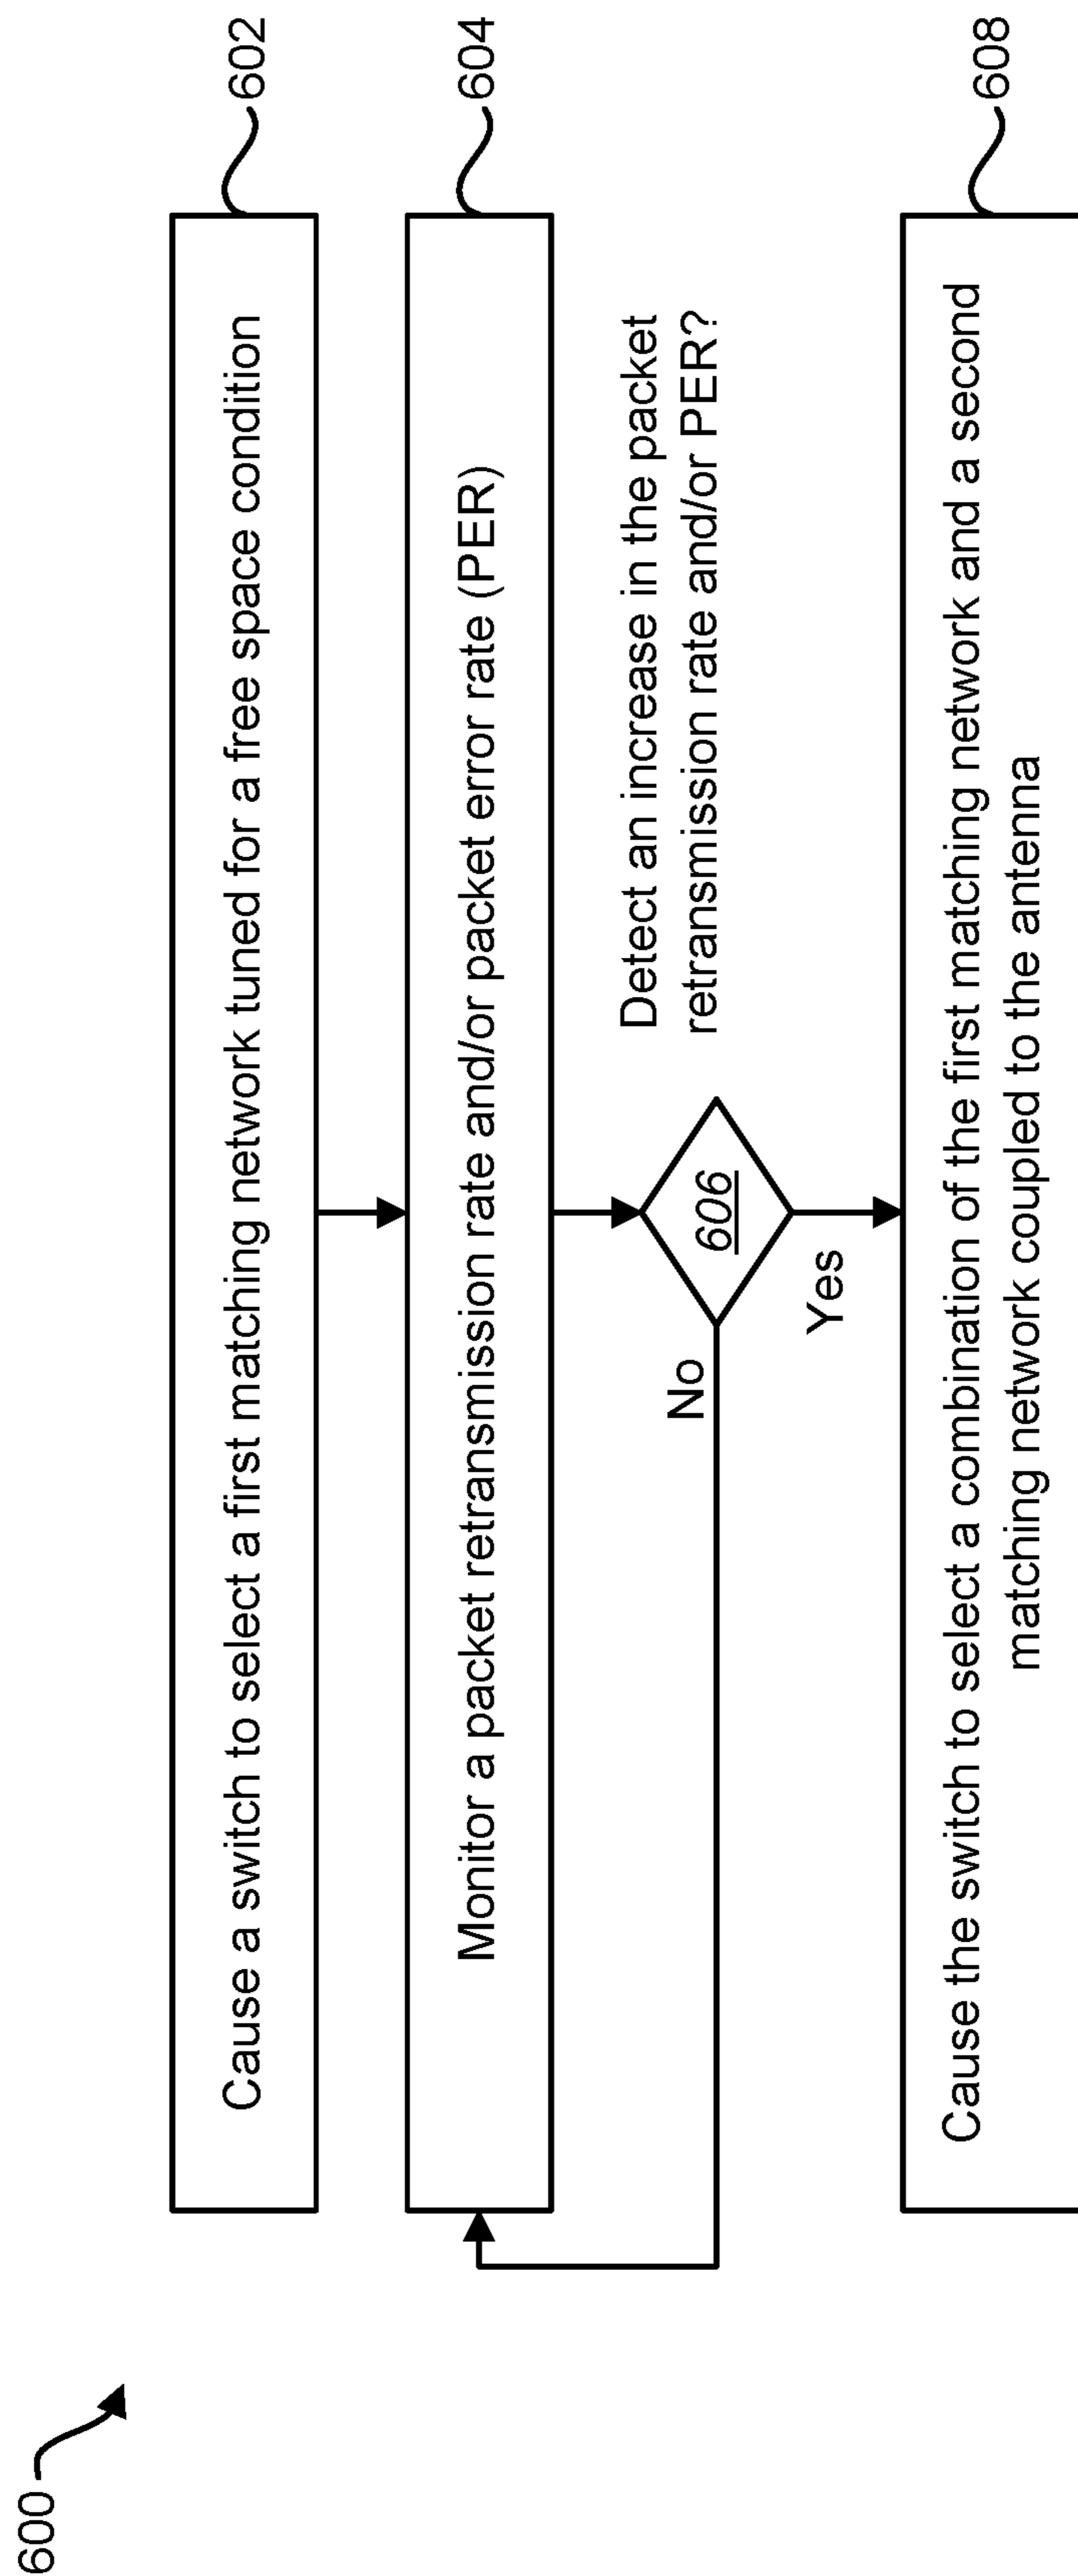 600
Cause a switch to select a first matching network tuned for a free space condition
602
Monitor a packet retransmission rate and/or packet error rate (PER)
604
Detect an increase in the packet
retransmission rate and/or PER?
606
No
Yes
Cause the switch to select a combination of the first matching network and a second
matching network coupled to the antenna
608